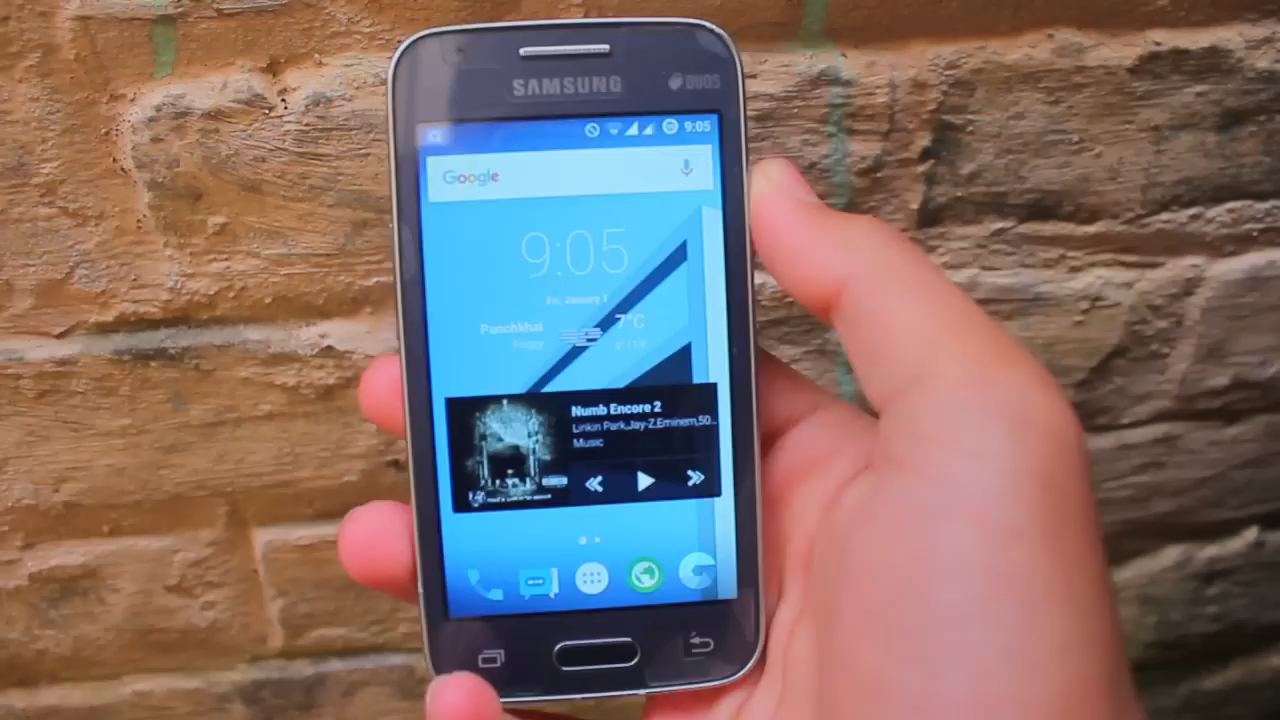 SAMSUNG
DUOS
9:05
Google
9:05
Fri, January 1
Panchkhal
7°C
Foggy
Numb Encore 2
Linkin Park,Jay-Z,Eminem,50...
Music